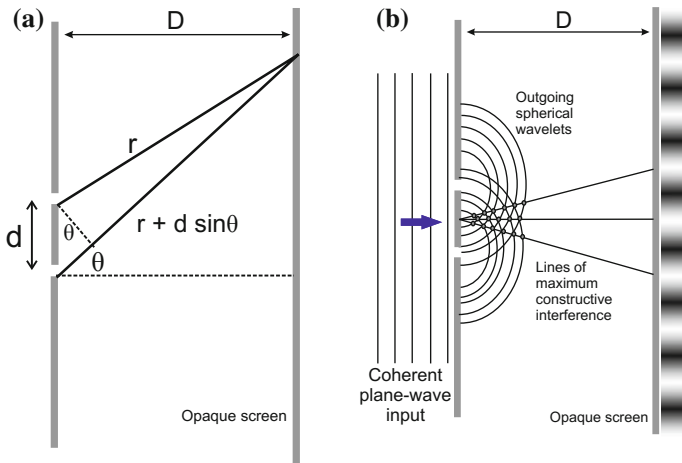 (a)
D
r
r + d sinθ
d
θ
θ
Opaque screen
(b)
D
Outgoing
spherical
wavelets
Lines of
maximum
constructive
interference
Coherent
plane-wave
input
Opaque screen